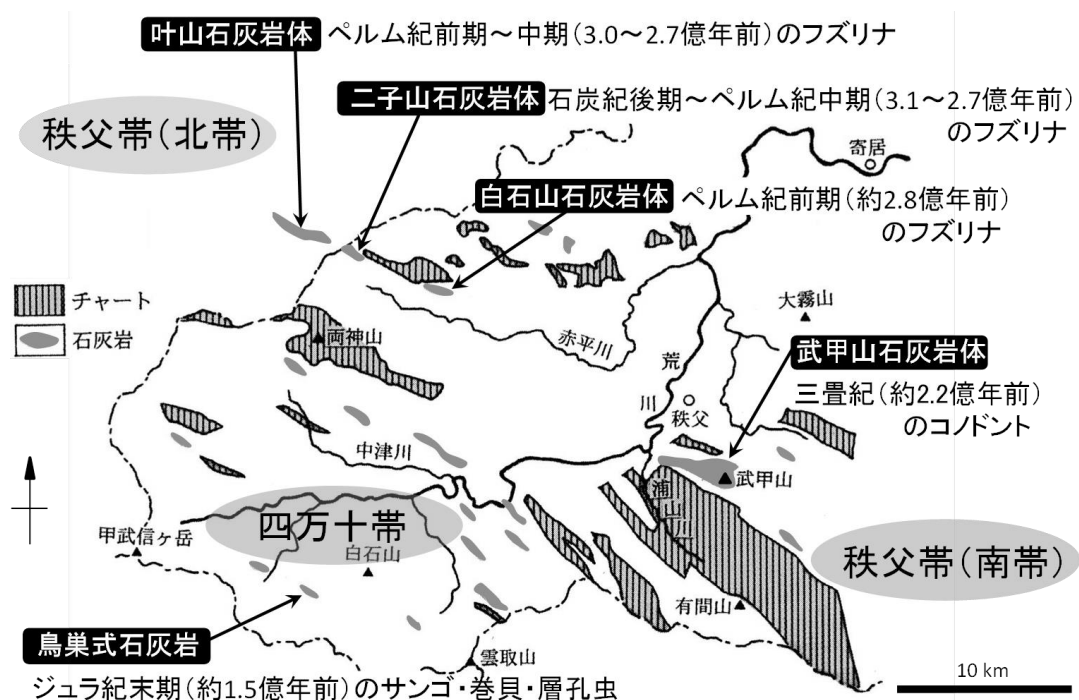 叶山石灰岩体 ペルム紀前期～中期(3.0～2.7億年前)のフズリナ
二子山石灰岩体 石炭紀後期～ペルム紀中期(3.1～2.7億年前)
のフズリナ
秩父帯(北帯)
寄居
白石山石灰岩体 ペルム紀前期(約2.8億年前)
のフズリナ
チャート
石灰岩
大霧山
両神山
赤平川
荒
川
武甲山石灰岩体
三畳紀(約2.2億年前)
のコノドント
秩父
中津川
武甲山
浦
山
川
四万十帯
甲武信ヶ岳
白石山
秩父帯(南帯)
有間山
鳥巣式石灰岩
雲取山
10 km
ジュラ紀末期(約1.5億年前)のサンゴ・巻貝・層孔虫